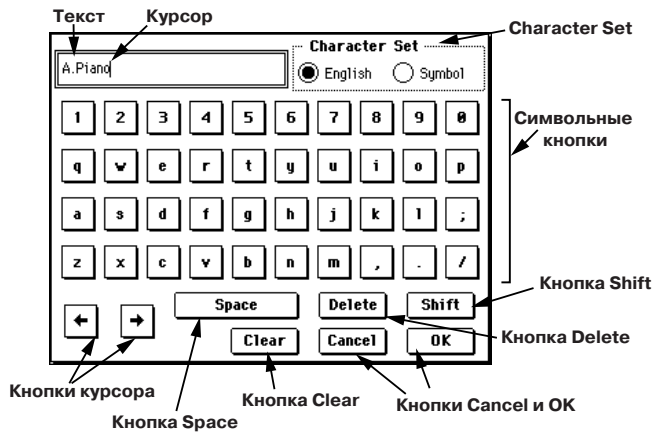 Текст Курсор
Character Set
Character Set
A.Piano
English Symbol
1 2 3 4 5 6 7 8 9 0
Символьные
кнопки
q w e r t y u i o p
a s d f g h j k l ;
z x c v b n m , . /
Кнопка Shift
Space Delete Shift
← →
Кнопка Delete
Clear Cancel OK
Кнопки курсора
Кнопка Clear
Кнопки Cancel и OK
Кнопка Space